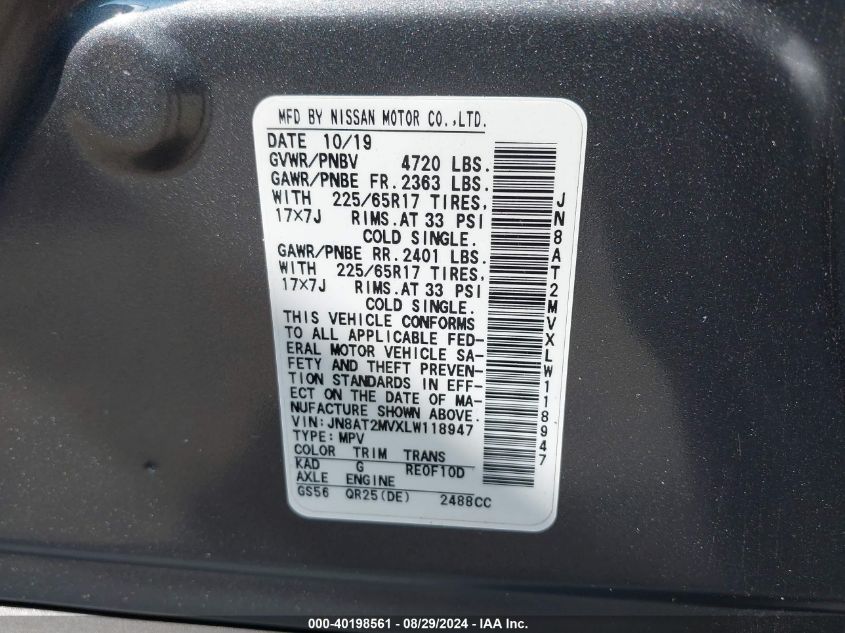 MFD BY NISSAN MOTOR CO.,LTD.
DATE 10/19
GVWR/PNBV 4720 LBS.
GAWR/PNBE FR. 2363 LBS.
WITH 225/65R17 TIRES,
17×7J RIMS. AT 33 PSI
COLD SINGLE.
GAWR/PNBE RR. 2401 LBS.
WITH 225/65R17 TIRES,
17×7J RIMS. AT 33 PSI
COLD SINGLE.
THIS VEHICLE CONFORMS
TO ALL APPLICABLE FED-
ERAL MOTOR VEHICLE SA-
FETY AND THEFT PREVEN-
TION STANDARDS IN EFF-
ECT ON THE DATE OF MA-
NUFACTURE SHOWN ABOVE.
VIN: JN8AT2MVXLW118947
TYPE: MPV
COLOR TRIM TRANS
KAD G RE0F10D
AXLE ENGINE
GS56 QR25(DE) 2488CC
JN8AT2MVXLW118947
000-40198561 - 08/29/2024 - IAA Inc.